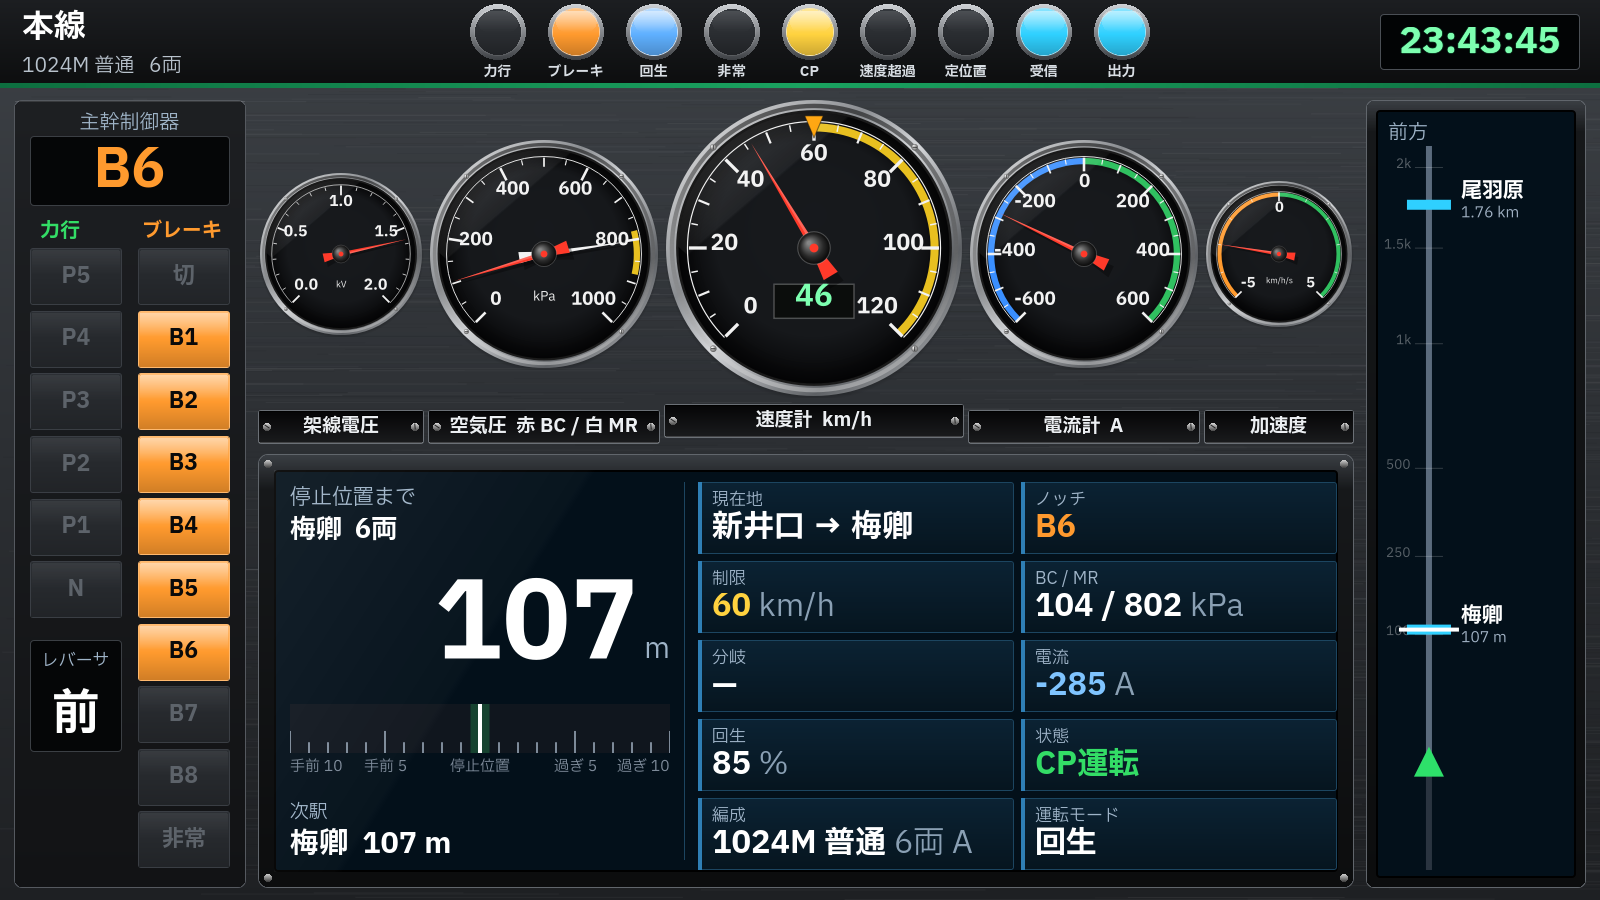 本線
1024M 普通 6両
力行 ブレーキ 回生 非常 CP 速度超過 定位置 受信 出力
23:43:45
主幹制御器
B6
力行 ブレーキ
P5 切
P4 B1
P3 B2
P2 B3
P1 B4
N B5
B6
B7
B8
非常
レバーサ
前
0.0 0.5 1.0 1.5 2.0
kV
架線電圧
0 200 400 600 800 1000
kPa
空気圧 赤 BC / 白 MR
0 20 40 60 80 100 120
46
速度計 km/h
-600 -400 -200 0 200 400 600
電流計 A
-5 0 5
km/h/s
加速度
停止位置まで
梅郷 6両
107 m
手前 10 手前 5 停止位置 過ぎ 5 過ぎ 10
次駅
梅郷 107 m
現在地
新井口 → 梅郷
ノッチ
B6
制限
60 km/h
BC / MR
104 / 802 kPa
分岐
—
電流
-285 A
回生
85 %
状態
CP運転
編成
1024M 普通 6両 A
運転モード
回生
前方
2k
尾羽原
1.76 km
1.5k
1k
500
250
梅郷
107 m